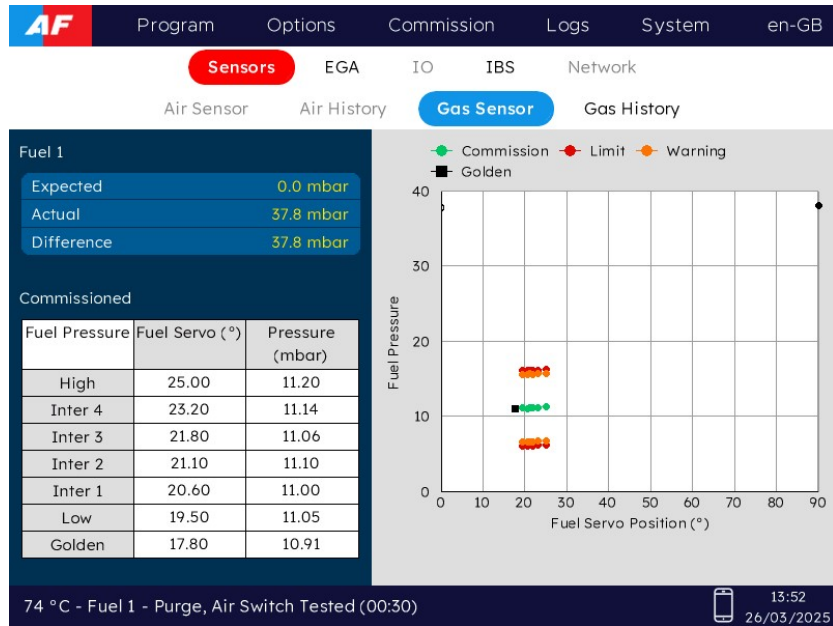 AF Program Options Commission Logs System en-GB
Sensors EGA IO IBS Network
Air Sensor Air History Gas Sensor Gas History
Fuel 1
Expected 0.0 mbar
Actual 37.8 mbar
Difference 37.8 mbar
Commissioned
Fuel Pressure Fuel Servo (°) Pressure
(mbar)
High 25.00 11.20
Inter 4 23.20 11.14
Inter 3 21.80 11.06
Inter 2 21.10 11.10
Inter 1 20.60 11.00
Low 19.50 11.05
Golden 17.80 10.91
Commission Limit Warning
Golden
Fuel Pressure
40
30
20
10
0
0 10 20 30 40 50 60 70 80 90
Fuel Servo Position (°)
74 °C - Fuel 1 - Purge, Air Switch Tested (00:30)
13:52
26/03/2025